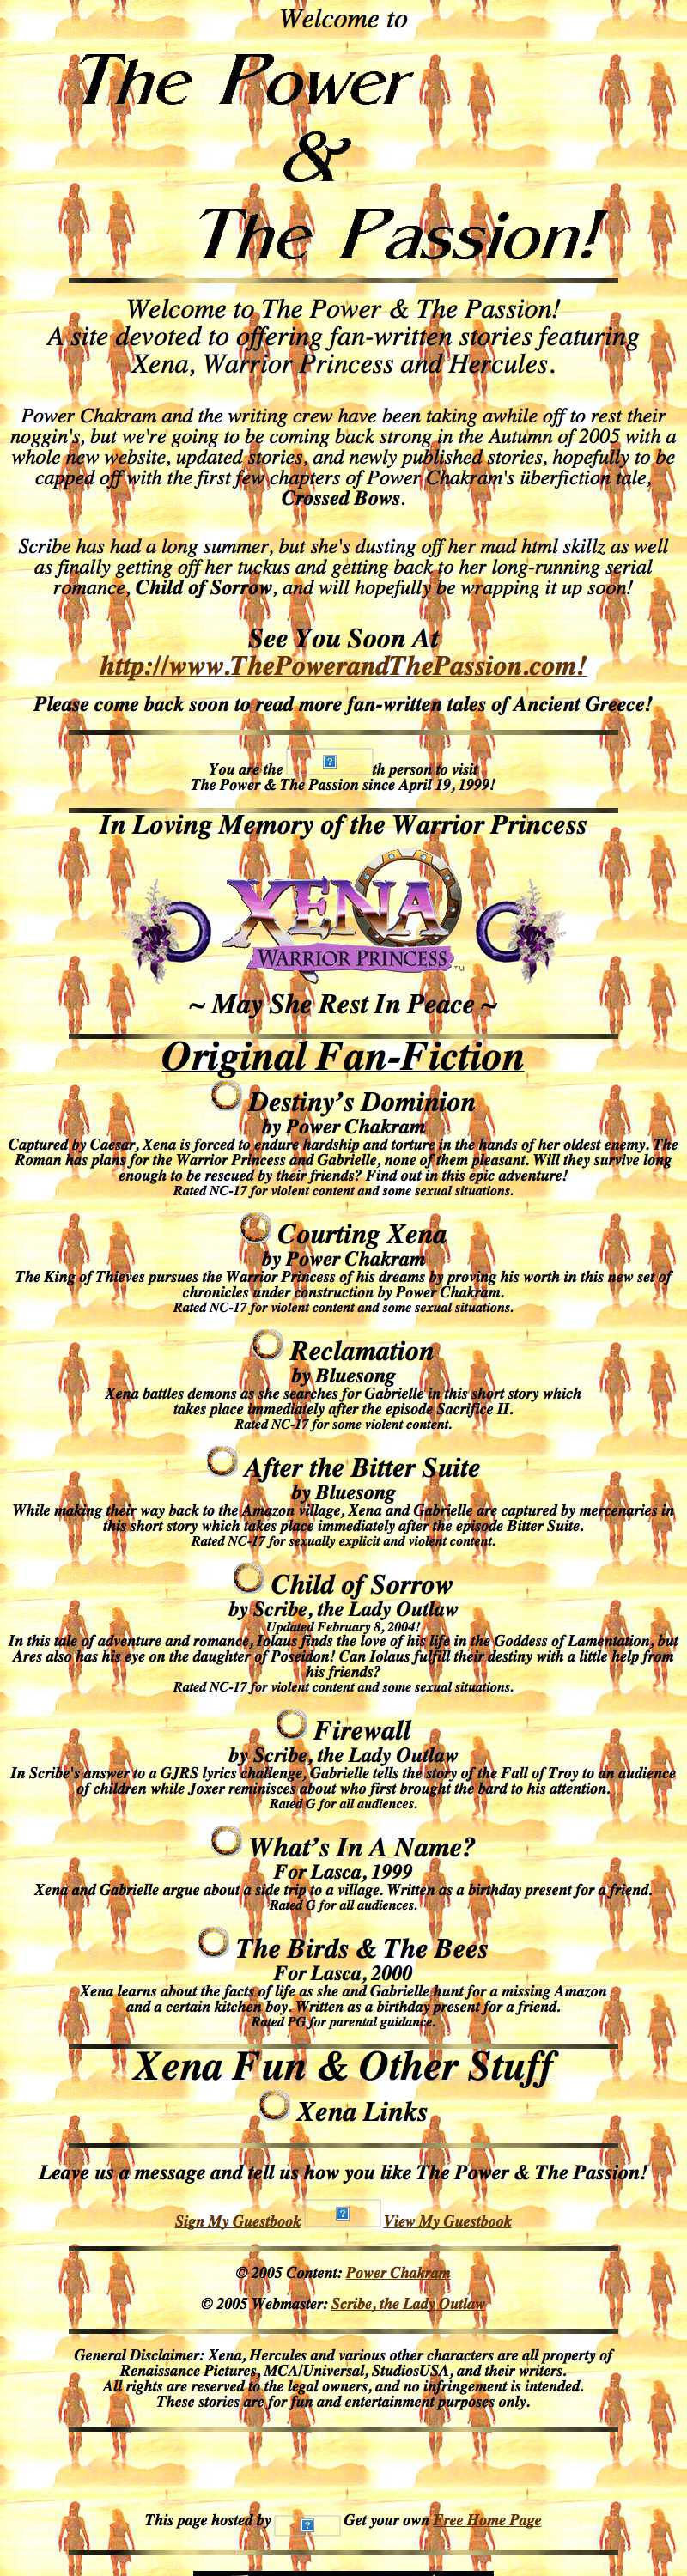 Welcome to
The Power
&
The Passion!
Welcome to The Power & The Passion!
A site devoted to offering fan-written stories featuring
Xena, Warrior Princess and Hercules.
Power Chakram and the writing crew have been taking awhile off to rest their
noggin's, but we're going to be coming back strong in the Autumn of 2005 with a
whole new website, updated stories, and newly published stories, hopefully to be
capped off with the first few chapters of Power Chakram's überfiction tale,
Crossed Bows.
Scribe has had a long summer, but she's dusting off her mad html skillz as well
as finally getting off her tuckus and getting back to her long-running serial
romance, Child of Sorrow, and will hopefully be wrapping it up soon!
See You Soon At
http://www.ThePowerandThePassion.com!
Please come back soon to read more fan-written tales of Ancient Greece!
You are the th person to visit
The Power & The Passion since April 19, 1999!
In Loving Memory of the Warrior Princess
XENA
WARRIOR PRINCESS TM
~ May She Rest In Peace ~
Original Fan-Fiction
Destiny's Dominion
by Power Chakram
Captured by Caesar, Xena is forced to endure hardship and torture in the hands of her oldest enemy. The
Roman has plans for the Warrior Princess and Gabrielle, none of them pleasant. Will they survive long
enough to be rescued by their friends? Find out in this epic adventure!
Rated NC-17 for violent content and some sexual situations.
Courting Xena
by Power Chakram
The King of Thieves pursues the Warrior Princess of his dreams by proving his worth in this new set of
chronicles under construction by Power Chakram.
Rated NC-17 for violent content and some sexual situations.
Reclamation
by Bluesong
Xena battles demons as she searches for Gabrielle in this short story which
takes place immediately after the episode Sacrifice II.
Rated NC-17 for some violent content.
After the Bitter Suite
by Bluesong
While making their way back to the Amazon village, Xena and Gabrielle are captured by mercenaries in
this short story which takes place immediately after the episode Bitter Suite.
Rated NC-17 for sexually explicit and violent content.
Child of Sorrow
by Scribe, the Lady Outlaw
Updated February 8, 2004!
In this tale of adventure and romance, Iolaus finds the love of his life in the Goddess of Lamentation, but
Ares also has his eye on the daughter of Poseidon! Can Iolaus fulfill their destiny with a little help from
his friends?
Rated NC-17 for violent content and some sexual situations.
Firewall
by Scribe, the Lady Outlaw
In Scribe's answer to a GJRS lyrics challenge, Gabrielle tells the story of the Fall of Troy to an audience
of children while Joxer reminisces about who first brought the bard to his attention.
Rated G for all audiences.
What's In A Name?
For Lasca, 1999
Xena and Gabrielle argue about a side trip to a village. Written as a birthday present for a friend.
Rated G for all audiences.
The Birds & The Bees
For Lasca, 2000
Xena learns about the facts of life as she and Gabrielle hunt for a missing Amazon
and a certain kitchen boy. Written as a birthday present for a friend.
Rated PG for parental guidance.
Xena Fun & Other Stuff
Xena Links
Leave us a message and tell us how you like The Power & The Passion!
Sign My Guestbook View My Guestbook
© 2005 Content: Power Chakram
© 2005 Webmaster: Scribe, the Lady Outlaw
General Disclaimer: Xena, Hercules and various other characters are all property of
Renaissance Pictures, MCA/Universal, StudiosUSA, and their writers.
All rights are reserved to the legal owners, and no infringement is intended.
These stories are for fun and entertainment purposes only.
This page hosted by Get your own Free Home Page